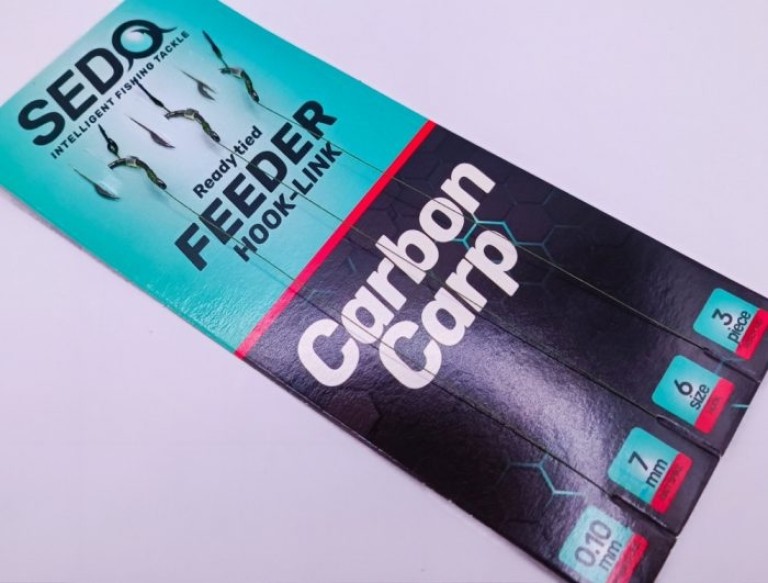 SEDO
INTELLIGENT FISHING TACKLE
Ready tied
FEEDER
HOOK-LINK
Carbon
Carp
3
piece
6
size
7
mm
0.10
mm